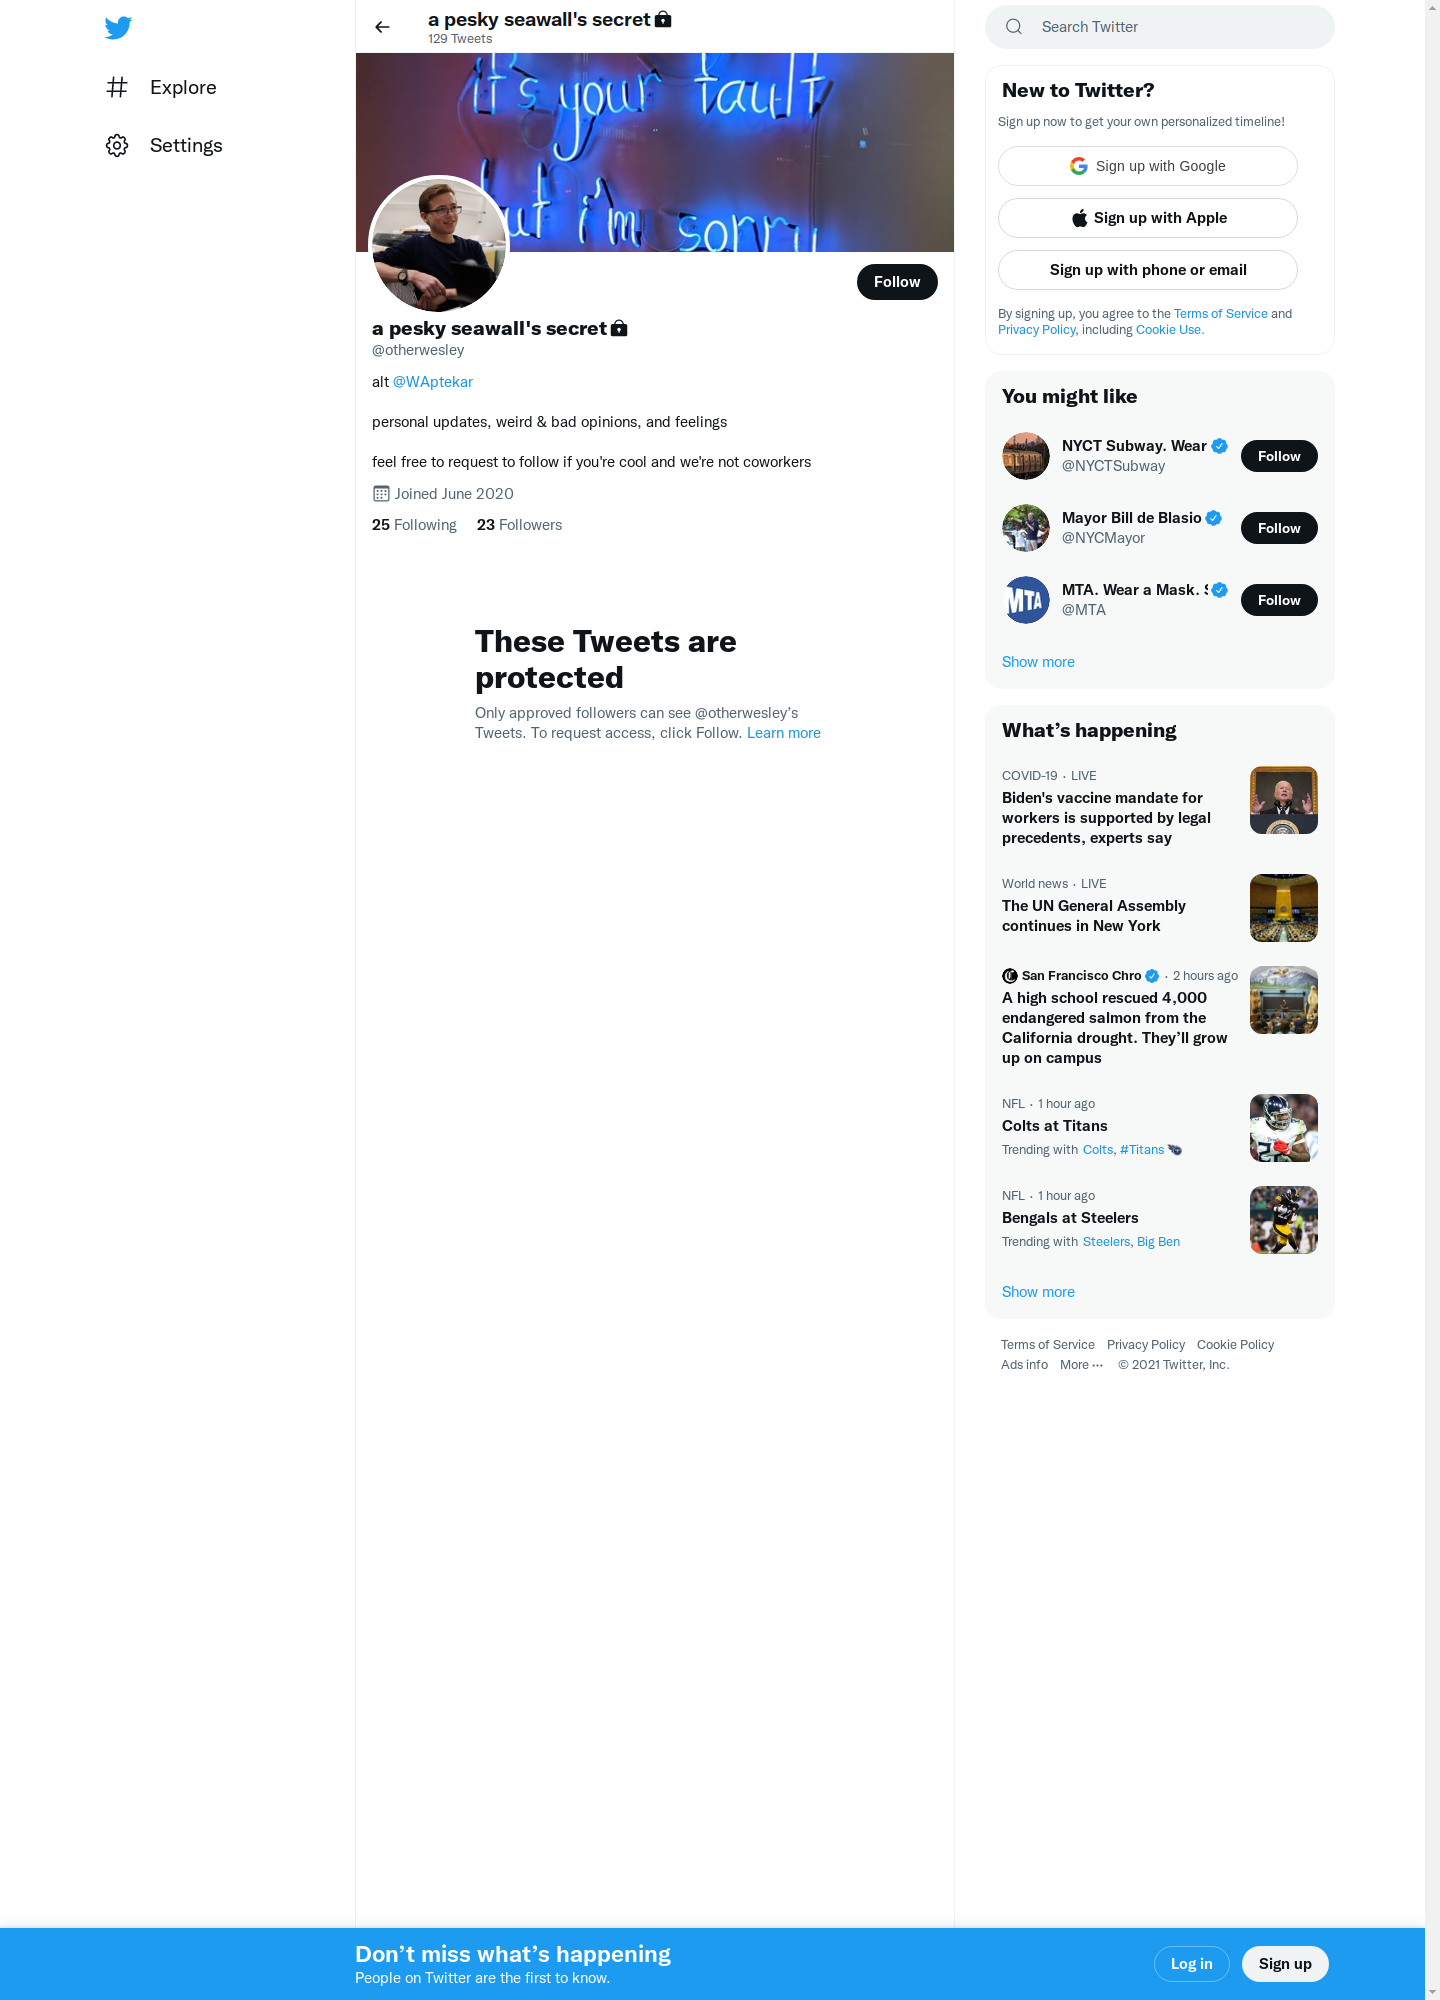 Explore
Settings
a pesky seawall's secret
129 Tweets
it's your fault
but i'm sorry
Follow
a pesky seawall's secret
@otherwesley
alt @WAptekar
personal updates, weird & bad opinions, and feelings
feel free to request to follow if you're cool and we're not coworkers
Joined June 2020
25 Following 23 Followers
These Tweets are
protected
Only approved followers can see @otherwesley’s
Tweets. To request access, click Follow. Learn more
Search Twitter
New to Twitter?
Sign up now to get your own personalized timeline!
Sign up with Google
Sign up with Apple
Sign up with phone or email
By signing up, you agree to the Terms of Service and
Privacy Policy, including Cookie Use.
You might like
NYCT Subway. Wear
@NYCTSubway
Follow
Mayor Bill de Blasio
@NYCMayor
Follow
MTA
MTA. Wear a Mask. S
@MTA
Follow
Show more
What’s happening
COVID-19 · LIVE
Biden's vaccine mandate for
workers is supported by legal
precedents, experts say
World news · LIVE
The UN General Assembly
continues in New York
San Francisco Chro · 2 hours ago
A high school rescued 4,000
endangered salmon from the
California drought. They’ll grow
up on campus
NFL · 1 hour ago
Colts at Titans
Trending with Colts, #Titans
NFL · 1 hour ago
Bengals at Steelers
Trending with Steelers, Big Ben
Show more
Terms of Service Privacy Policy Cookie Policy
Ads info More ··· © 2021 Twitter, Inc.
Don’t miss what’s happening
People on Twitter are the first to know.
Log in
Sign up